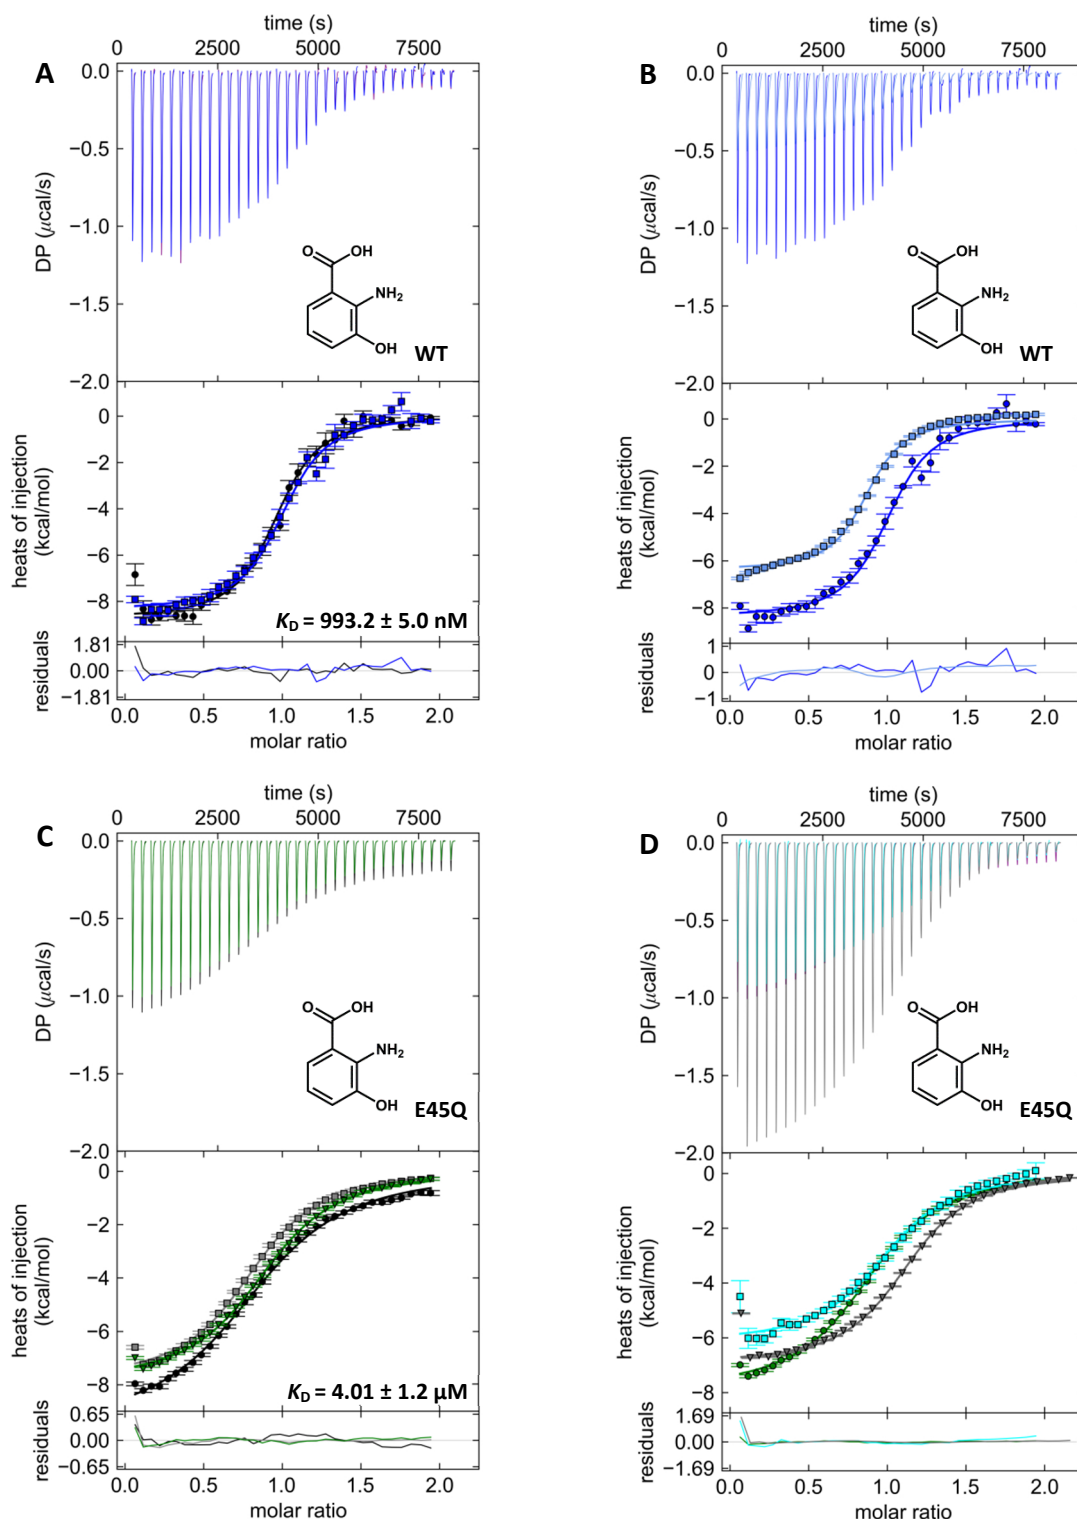 A
time (s)
0 2500 5000 7500
0.0
−0.5
−1.0
−1.5
−2.0
DP (µcal/s)
O OH
NH₂
OH
WT
0
−2
−4
−6
−8
heats of injection
(kcal/mol)
K_D = 993.2 ± 5.0 nM
1.81
0.00
−1.81
residuals
0.0 0.5 1.0 1.5 2.0
molar ratio
B
time (s)
2500 5000 7500
0.0
−0.5
−1.0
−1.5
−2.0
DP (µcal/s)
O OH
NH₂
OH
WT
0
−2
−4
−6
−8
heats of injection
(kcal/mol)
1
0
−1
residuals
0.0 0.5 1.0 1.5 2.0
molar ratio
C
time (s)
0 2500 5000 7500
0.0
−0.5
−1.0
−1.5
−2.0
DP (µcal/s)
O OH
NH₂
OH
E45Q
0
−2
−4
−6
−8
heats of injection
(kcal/mol)
K_D = 4.01 ± 1.2 µM
0.65
0.00
−0.65
residuals
0.0 0.5 1.0 1.5 2.0
molar ratio
D
time (s)
0 2500 5000 7500
0.0
−0.5
−1.0
−1.5
−2.0
DP (µcal/s)
O OH
NH₂
OH
E45Q
0
−2
−4
−6
−8
heats of injection
(kcal/mol)
1.69
0.00
−1.69
residuals
0.0 0.5 1.0 1.5 2.0
molar ratio